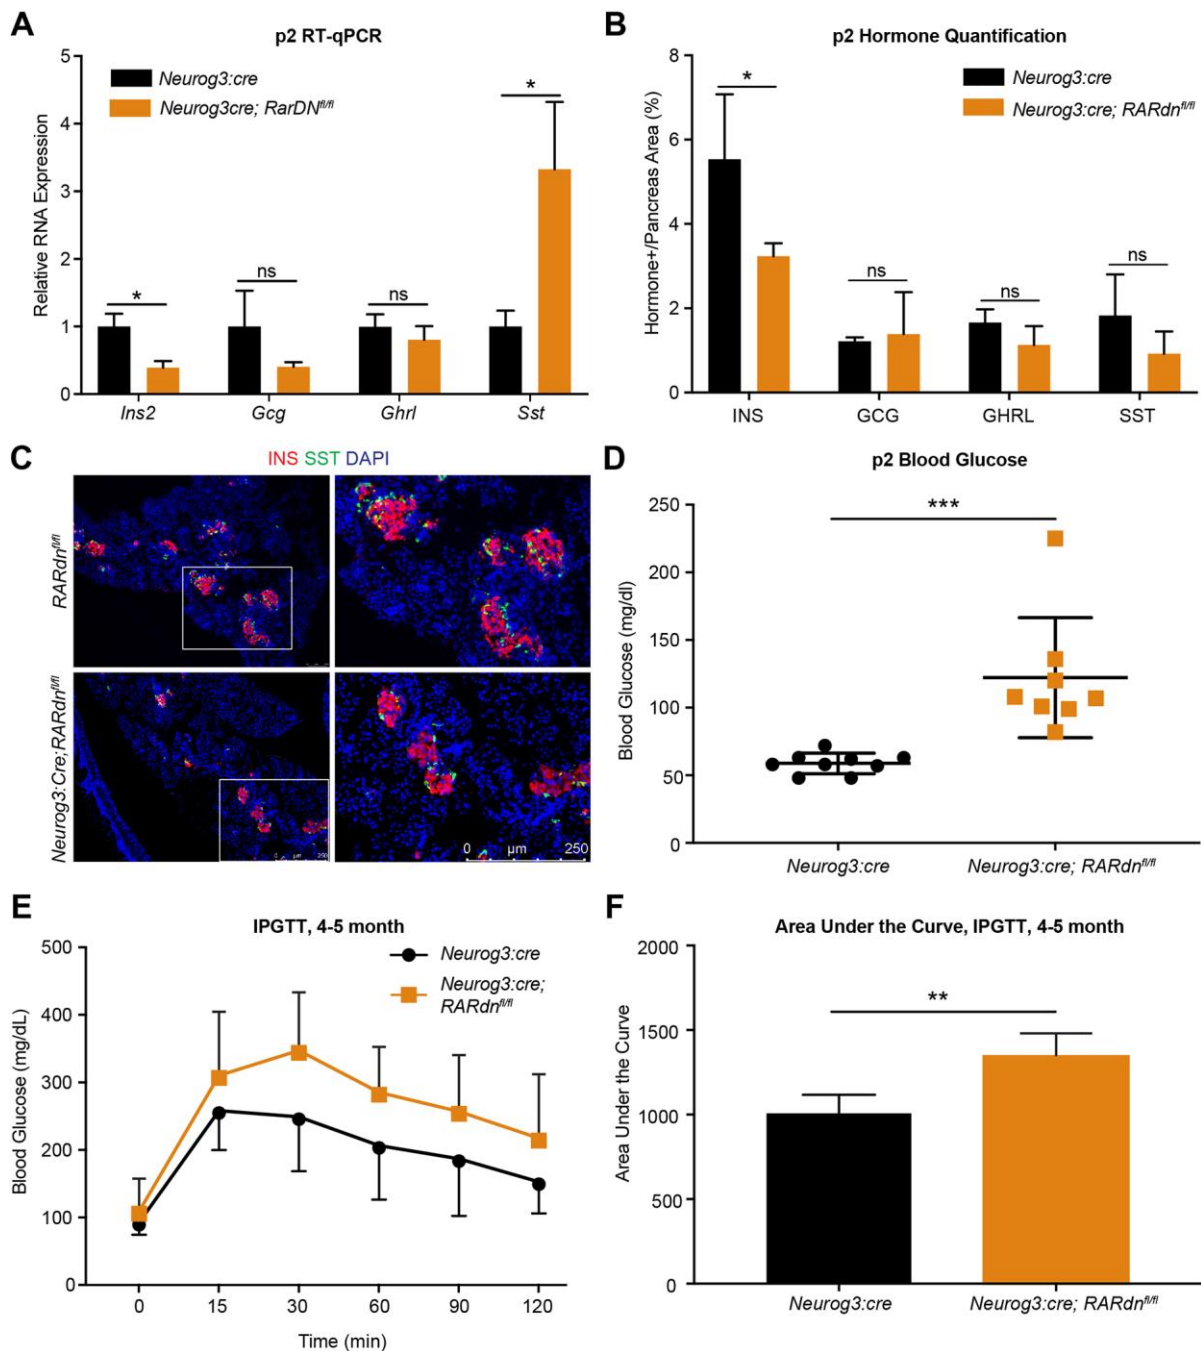 A
p2 RT-qPCR
Neurog3:cre
Neurog3cre; RarDNfl/fl
Relative RNA Expression
5
4
3
2
1
0
*
ns
ns
*
Ins2 Gcg Ghrl Sst
B
p2 Hormone Quantification
Neurog3:cre
Neurog3:cre; RARdnfl/fl
Hormone+/Pancreas Area (%)
8
6
4
2
0
*
ns
ns
ns
INS GCG GHRL SST
C
INS SST DAPI
RARdnfl/fl
Neurog3:Cre;RARdnfl/fl
0 µm 250
0 µm 250
D
p2 Blood Glucose
***
Blood Glucose (mg/dl)
250
200
150
100
50
0
Neurog3:cre Neurog3:cre; RARdnfl/fl
E
IPGTT, 4-5 month
Neurog3:cre
Neurog3:cre;
RARdnfl/fl
Blood Glucose (mg/dL)
500
400
300
200
100
0
0 15 30 60 90 120
Time (min)
F
Area Under the Curve, IPGTT, 4-5 month
**
Area Under the Curve
2000
1500
1000
500
0
Neurog3:cre Neurog3:cre; RARdnfl/fl